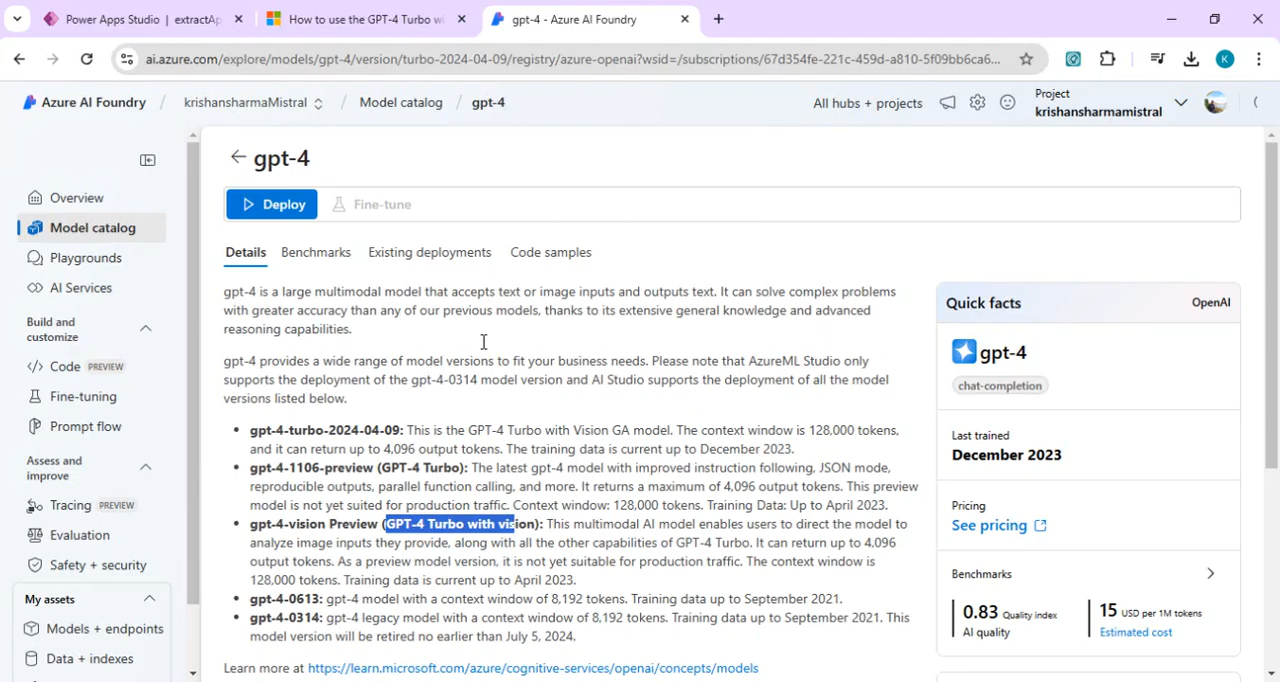 Power Apps Studio | extractAp
How to use the GPT-4 Turbo wi
gpt-4 - Azure AI Foundry
ai.azure.com/explore/models/gpt-4/version/turbo-2024-04-09/registry/azure-openai?wsid=/subscriptions/67d354fe-221c-459d-a810-5f09bb6ca6...
K
Azure AI Foundry / krishansharmaMistral / Model catalog / gpt-4
All hubs + projects
Project
krishansharmamistral
Overview
Model catalog
Playgrounds
AI Services
Build and
customize
Code PREVIEW
Fine-tuning
Prompt flow
Assess and
improve
Tracing PREVIEW
Evaluation
Safety + security
My assets
Models + endpoints
Data + indexes
gpt-4
Deploy
Fine-tune
Details Benchmarks Existing deployments Code samples
gpt-4 is a large multimodal model that accepts text or image inputs and outputs text. It can solve complex problems
with greater accuracy than any of our previous models, thanks to its extensive general knowledge and advanced
reasoning capabilities.
gpt-4 provides a wide range of model versions to fit your business needs. Please note that AzureML Studio only
supports the deployment of the gpt-4-0314 model version and AI Studio supports the deployment of all the model
versions listed below.
• gpt-4-turbo-2024-04-09: This is the GPT-4 Turbo with Vision GA model. The context window is 128,000 tokens,
and it can return up to 4,096 output tokens. The training data is current up to December 2023.
• gpt-4-1106-preview (GPT-4 Turbo): The latest gpt-4 model with improved instruction following, JSON mode,
reproducible outputs, parallel function calling, and more. It returns a maximum of 4,096 output tokens. This preview
model is not yet suited for production traffic. Context window: 128,000 tokens. Training Data: Up to April 2023.
• gpt-4-vision Preview (GPT-4 Turbo with vision): This multimodal AI model enables users to direct the model to
analyze image inputs they provide, along with all the other capabilities of GPT-4 Turbo. It can return up to 4,096
output tokens. As a preview model version, it is not yet suitable for production traffic. The context window is
128,000 tokens. Training data is current up to April 2023.
• gpt-4-0613: gpt-4 model with a context window of 8,192 tokens. Training data up to September 2021.
• gpt-4-0314: gpt-4 legacy model with a context window of 8,192 tokens. Training data up to September 2021. This
model version will be retired no earlier than July 5, 2024.
Learn more at https://learn.microsoft.com/azure/cognitive-services/openai/concepts/models
Quick facts
OpenAI
gpt-4
chat-completion
Last trained
December 2023
Pricing
See pricing
Benchmarks
0.83 Quality index
AI quality
15 USD per 1M tokens
Estimated cost